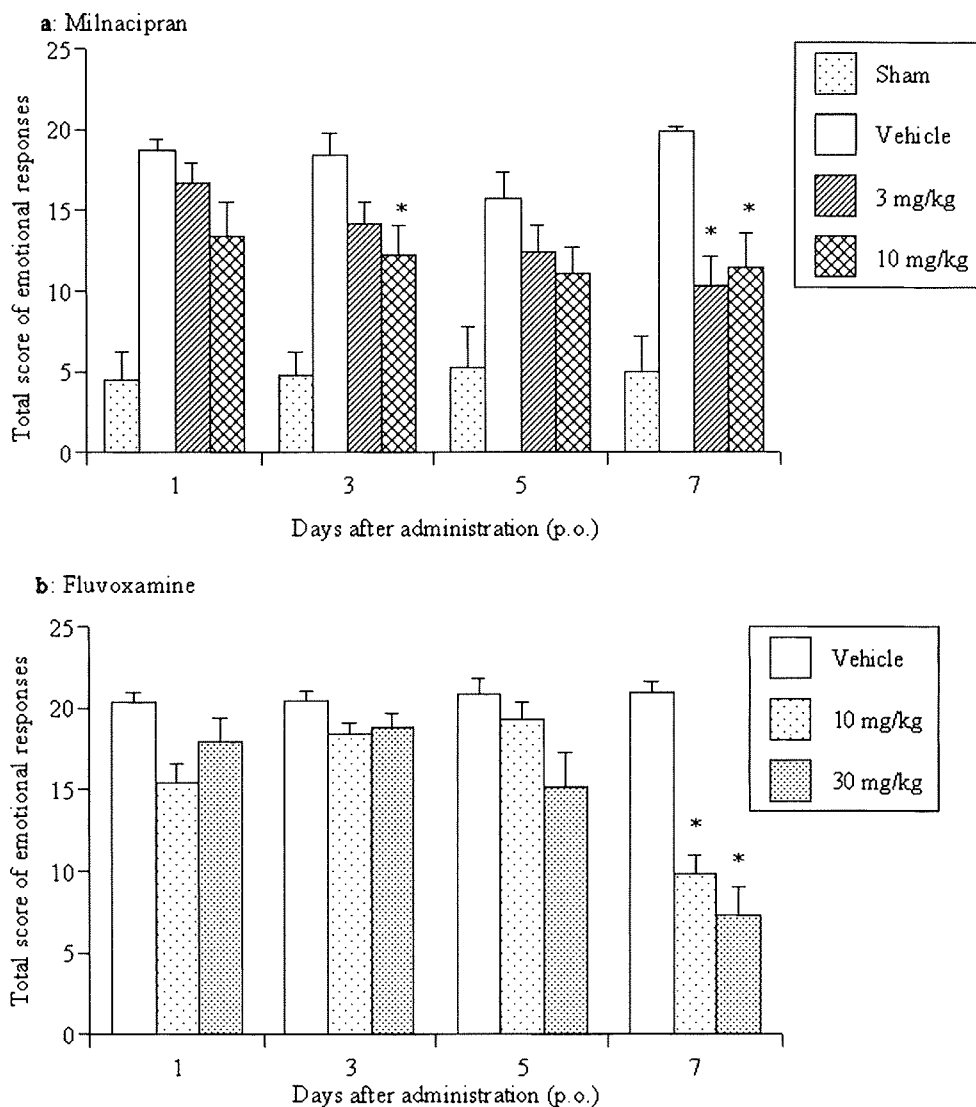 a: Milnacipran
Total score of emotional responses
25
20
15
10
5
0
*
*
*
1 3 5 7
Days after administration (p.o.)
Sham
Vehicle
3 mg/kg
10 mg/kg
b: Fluvoxamine
Total score of emotional responses
25
20
15
10
5
0
*
*
1 3 5 7
Days after administration (p.o.)
Vehicle
10 mg/kg
30 mg/kg